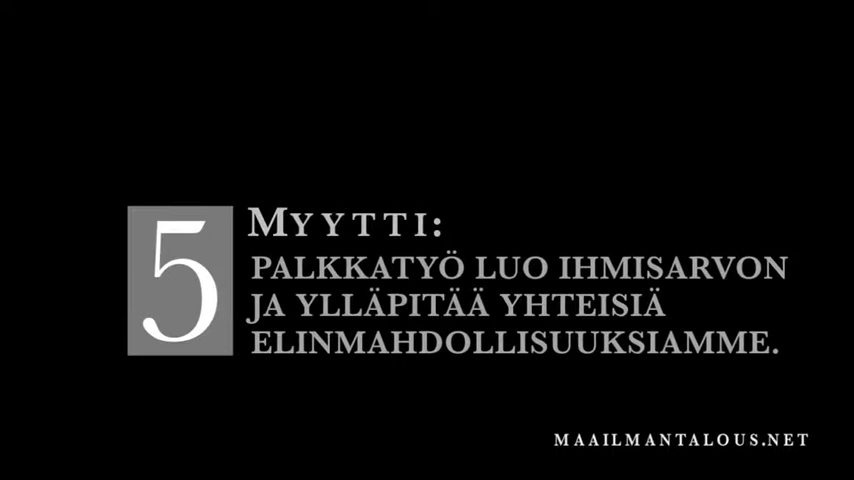 5
MYYTTI:
PALKKATYÖ LUO IHMISARVON
JA YLLÄPITÄÄ YHTEISIÄ
ELINMAHDOLLISUUKSIAMME.
MAAILMANTALOUS.NET